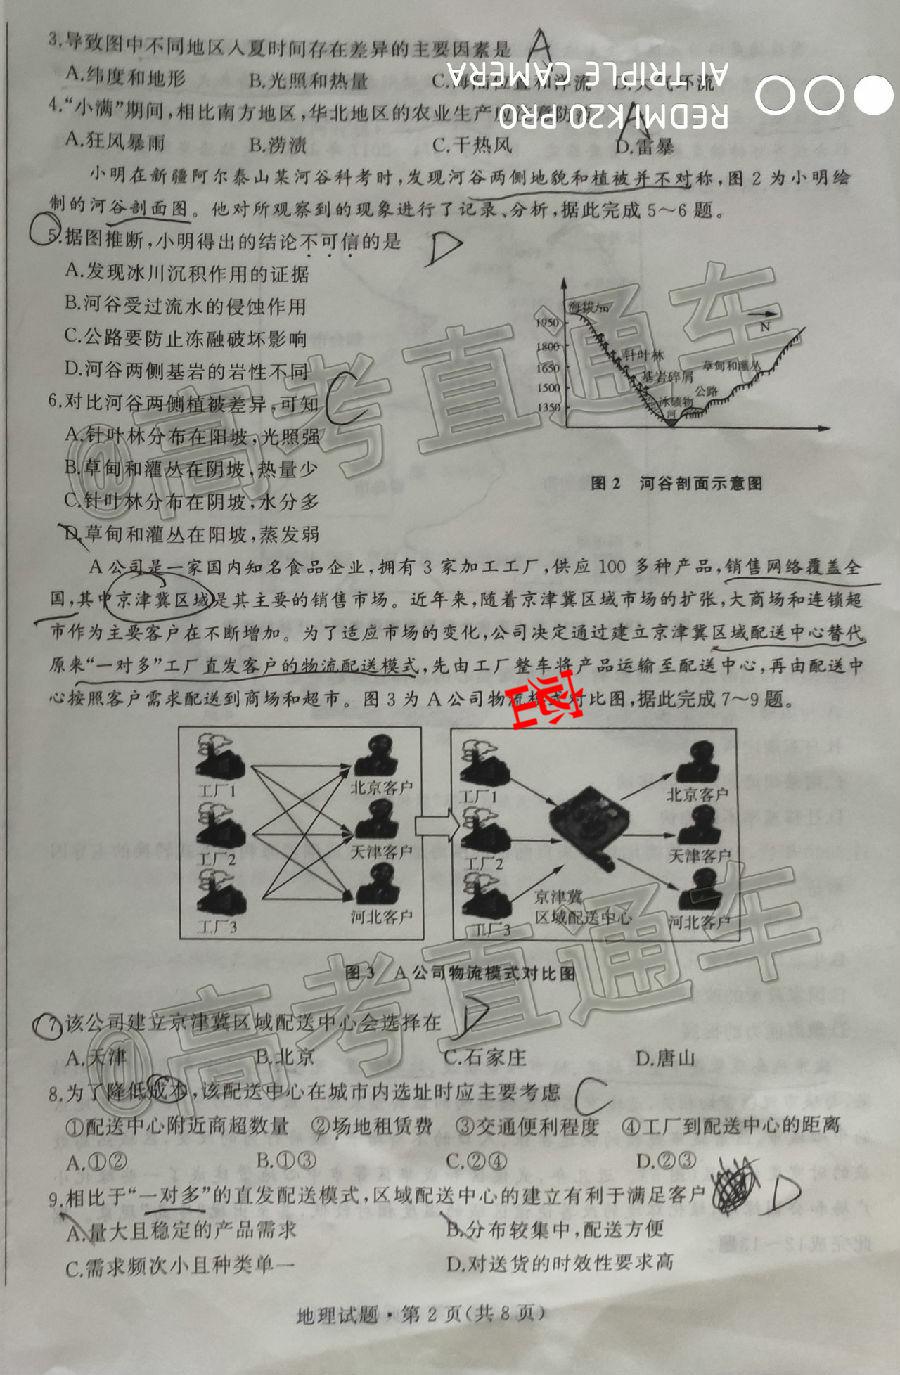 3.导致图中不同地区入夏时间存在差异的主要因素是 A
A.纬度和地形 B.光照和热量 C.海陆位置和洋流 D.大气环流
REDMI K20 PRO
AI TRIPLE CAMERA
4.“小满”期间,相比南方地区,华北地区的农业生产应注意防 A
A.狂风暴雨 B.涝渍 C.干热风 D.雷暴
小明在新疆阿尔泰山某河谷科考时,发现河谷两侧地貌和植被并不对称,图2为小明绘
制的河谷剖面图。他对所观察到的现象进行了记录、分析,据此完成5～6题。
5.据图推断,小明得出的结论不可信的是 D
A.发现冰川沉积作用的证据
B.河谷受过流水的侵蚀作用
C.公路要防止冻融破坏影响
D.河谷两侧基岩的岩性不同
6.对比河谷两侧植被差异,可知 C
A.针叶林分布在阳坡,光照强
B.草甸和灌丛在阴坡,热量少
C.针叶林分布在阴坡,水分多
D.草甸和灌丛在阳坡,蒸发弱
海拔/m
1950
1800
1650
1500
1350
N
针叶林
草甸和灌丛
基岩碎屑
公路
冰碛物
河
图2 河谷剖面示意图
A公司是一家国内知名食品企业,拥有3家加工工厂,供应100多种产品,销售网络覆盖全
国,其中京津冀区域是其主要的销售市场。近年来,随着京津冀区域市场的扩张,大商场和连锁超
市作为主要客户在不断增加。为了适应市场的变化,公司决定通过建立京津冀区域配送中心替代
原来“一对多”工厂直发客户的物流配送模式,先由工厂整车将产品运输至配送中心,再由配送中
心按照客户需求配送到商场和超市。图3为A公司物流模式对比图,据此完成7～9题。
工厂1 北京客户 工厂1 北京客户
工厂2 天津客户 工厂2 天津客户
工厂3 河北客户 工厂3 京津冀 河北客户
区域配送中心
图3 A公司物流模式对比图
7.该公司建立京津冀区域配送中心会选择在 D
A.天津 B.北京 C.石家庄 D.唐山
8.为了降低成本,该配送中心在城市内选址时应主要考虑 C
①配送中心附近商超数量 ②场地租赁费 ③交通便利程度 ④工厂到配送中心的距离
A.①② B.①③ C.②④ D.②③
9.相比于“一对多”的直发配送模式,区域配送中心的建立有利于满足客户 D
A.量大且稳定的产品需求 B.分布较集中,配送方便
C.需求频次小且种类单一 D.对送货的时效性要求高
地理试题·第2页(共8页)
@高考直通车
@高考直通车